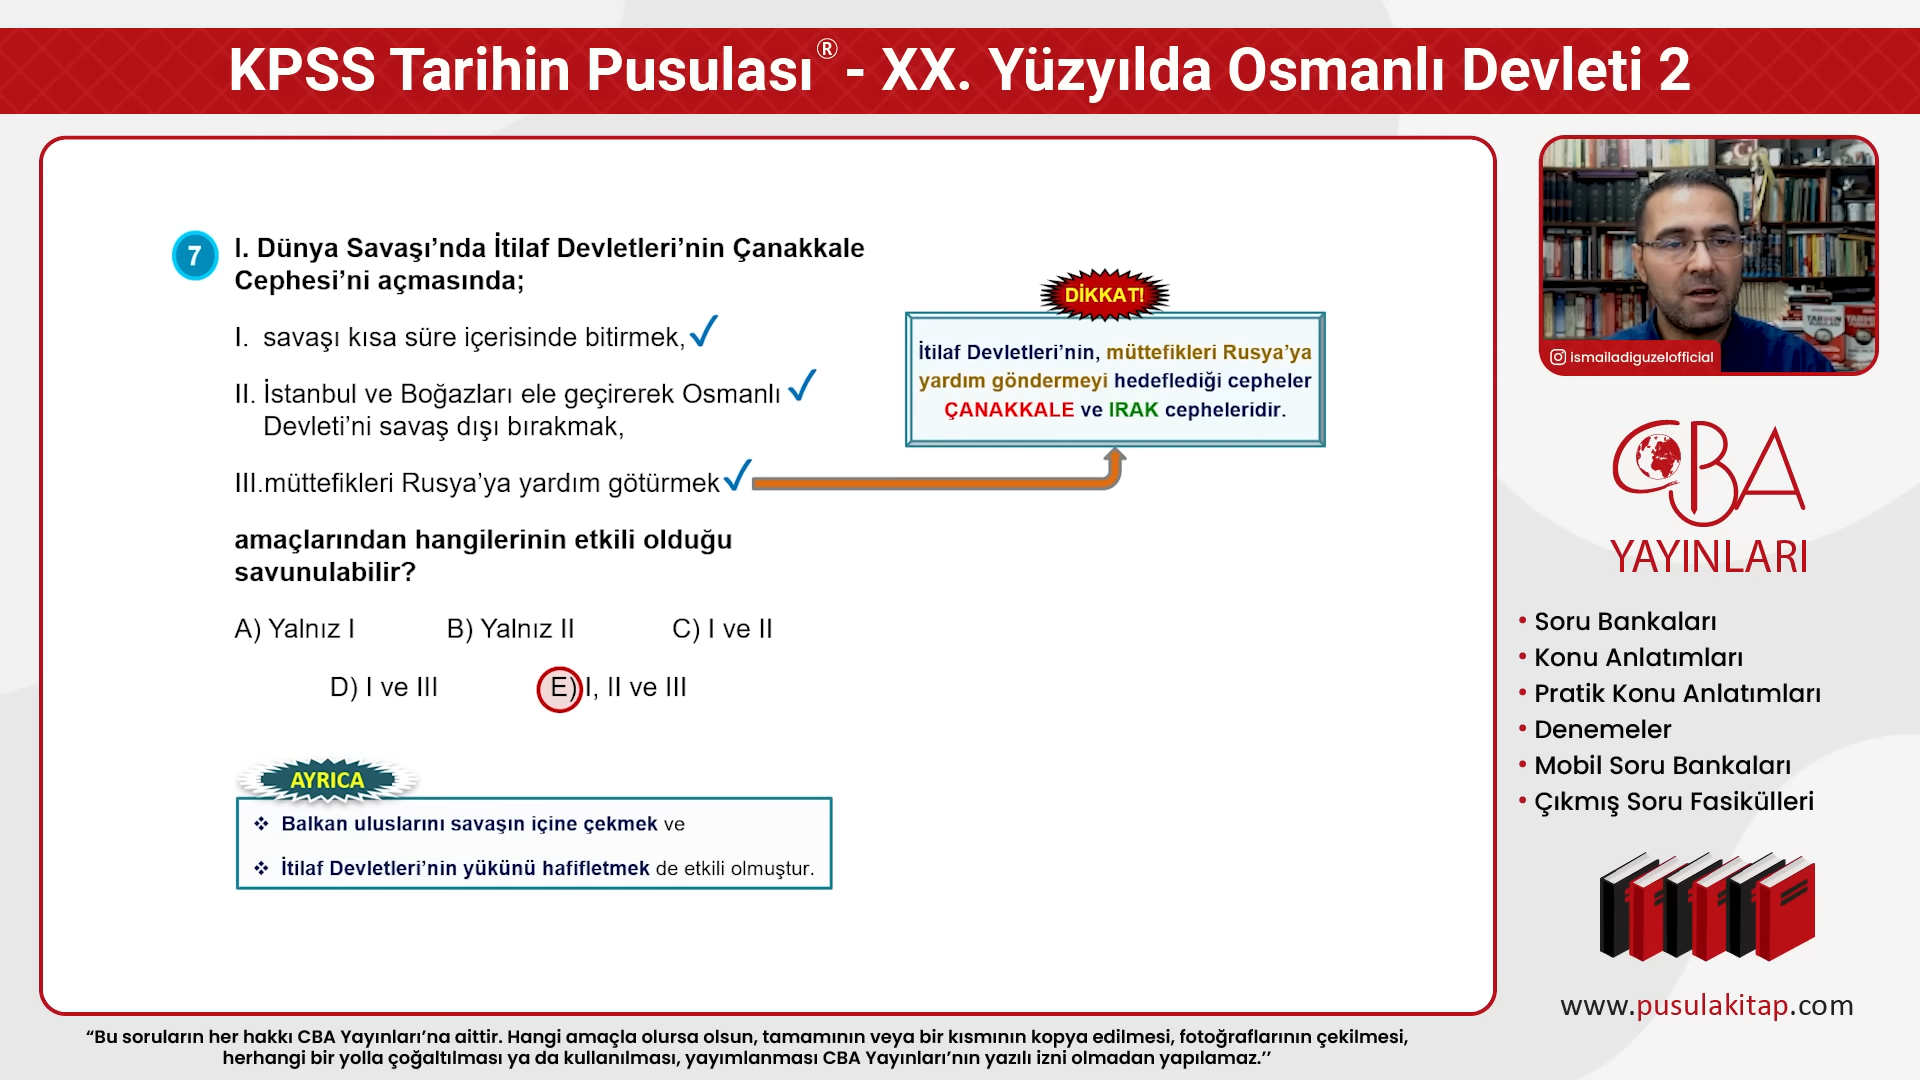 KPSS Tarihin Pusulası® - XX. Yüzyılda Osmanlı Devleti 2
7
I. Dünya Savaşı’nda İtilaf Devletleri’nin Çanakkale
Cephesi’ni açmasında;
I. savaşı kısa süre içerisinde bitirmek,
II. İstanbul ve Boğazları ele geçirerek Osmanlı
Devleti’ni savaş dışı bırakmak,
III.müttefikleri Rusya’ya yardım götürmek
amaçlarından hangilerinin etkili olduğu
savunulabilir?
A) Yalnız I B) Yalnız II C) I ve II
D) I ve III E) I, II ve III
DİKKAT!
İtilaf Devletleri’nin, müttefikleri Rusya’ya
yardım göndermeyi hedeflediği cepheler
ÇANAKKALE ve IRAK cepheleridir.
AYRICA
❖ Balkan uluslarını savaşın içine çekmek ve
❖ İtilaf Devletleri’nin yükünü hafifletmek de etkili olmuştur.
ismailadiguzelofficial
CBA
YAYINLARI
• Soru Bankaları
• Konu Anlatımları
• Pratik Konu Anlatımları
• Denemeler
• Mobil Soru Bankaları
• Çıkmış Soru Fasikülleri
www.pusulakitap.com
“Bu soruların her hakkı CBA Yayınları’na aittir. Hangi amaçla olursa olsun, tamamının veya bir kısmının kopya edilmesi, fotoğraflarının çekilmesi,
herhangi bir yolla çoğaltılması ya da kullanılması, yayımlanması CBA Yayınları’nın yazılı izni olmadan yapılamaz.’’